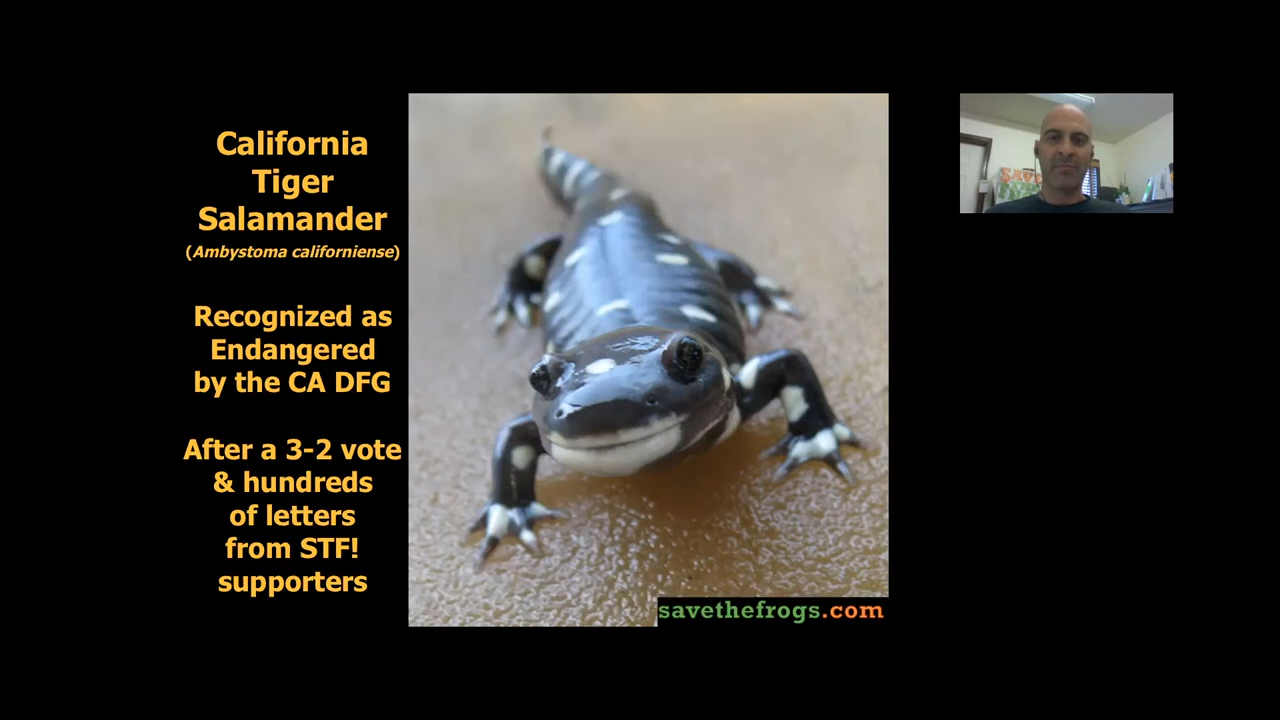 California
Tiger
Salamander
(Ambystoma californiense)
Recognized as
Endangered
by the CA DFG
After a 3-2 vote
& hundreds
of letters
from STF!
supporters
savethefrogs.com
SAVE